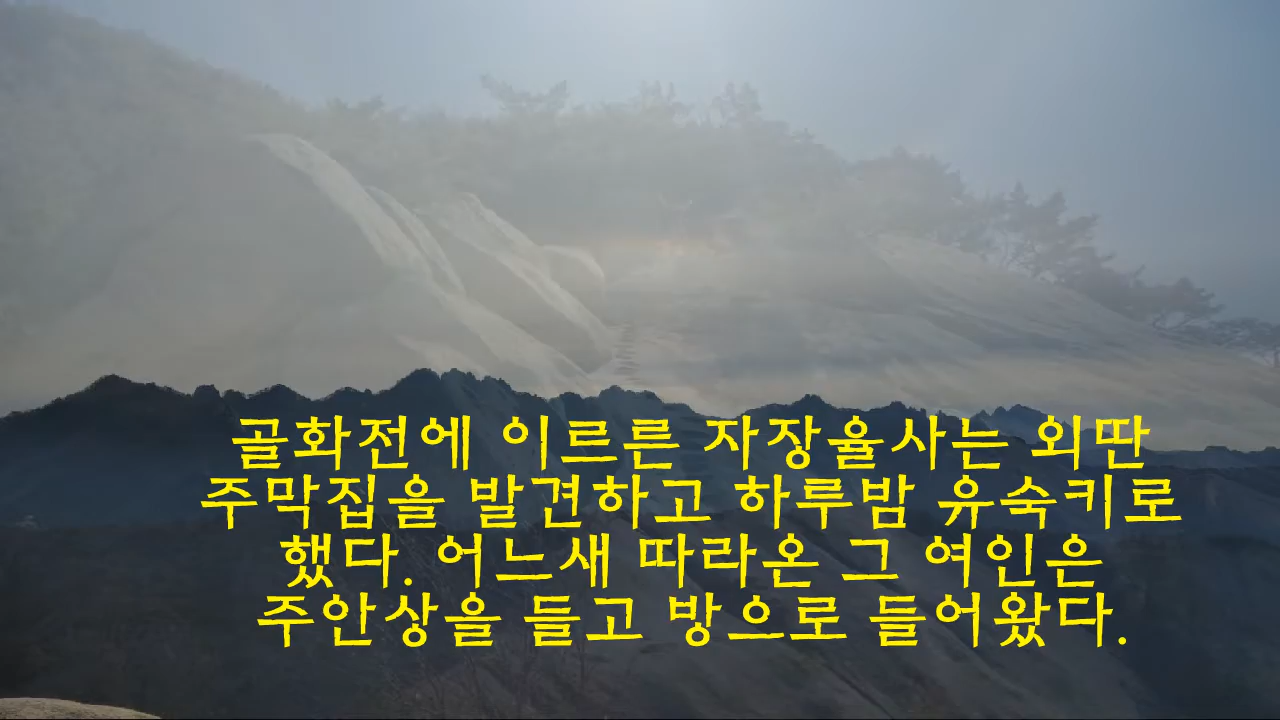 골화전에 이르른 자장율사는 외딴
주막집을 발견하고 하루밤 유숙키로
했다. 어느새 따라온 그 여인은
주안상을 들고 방으로 들어왔다.